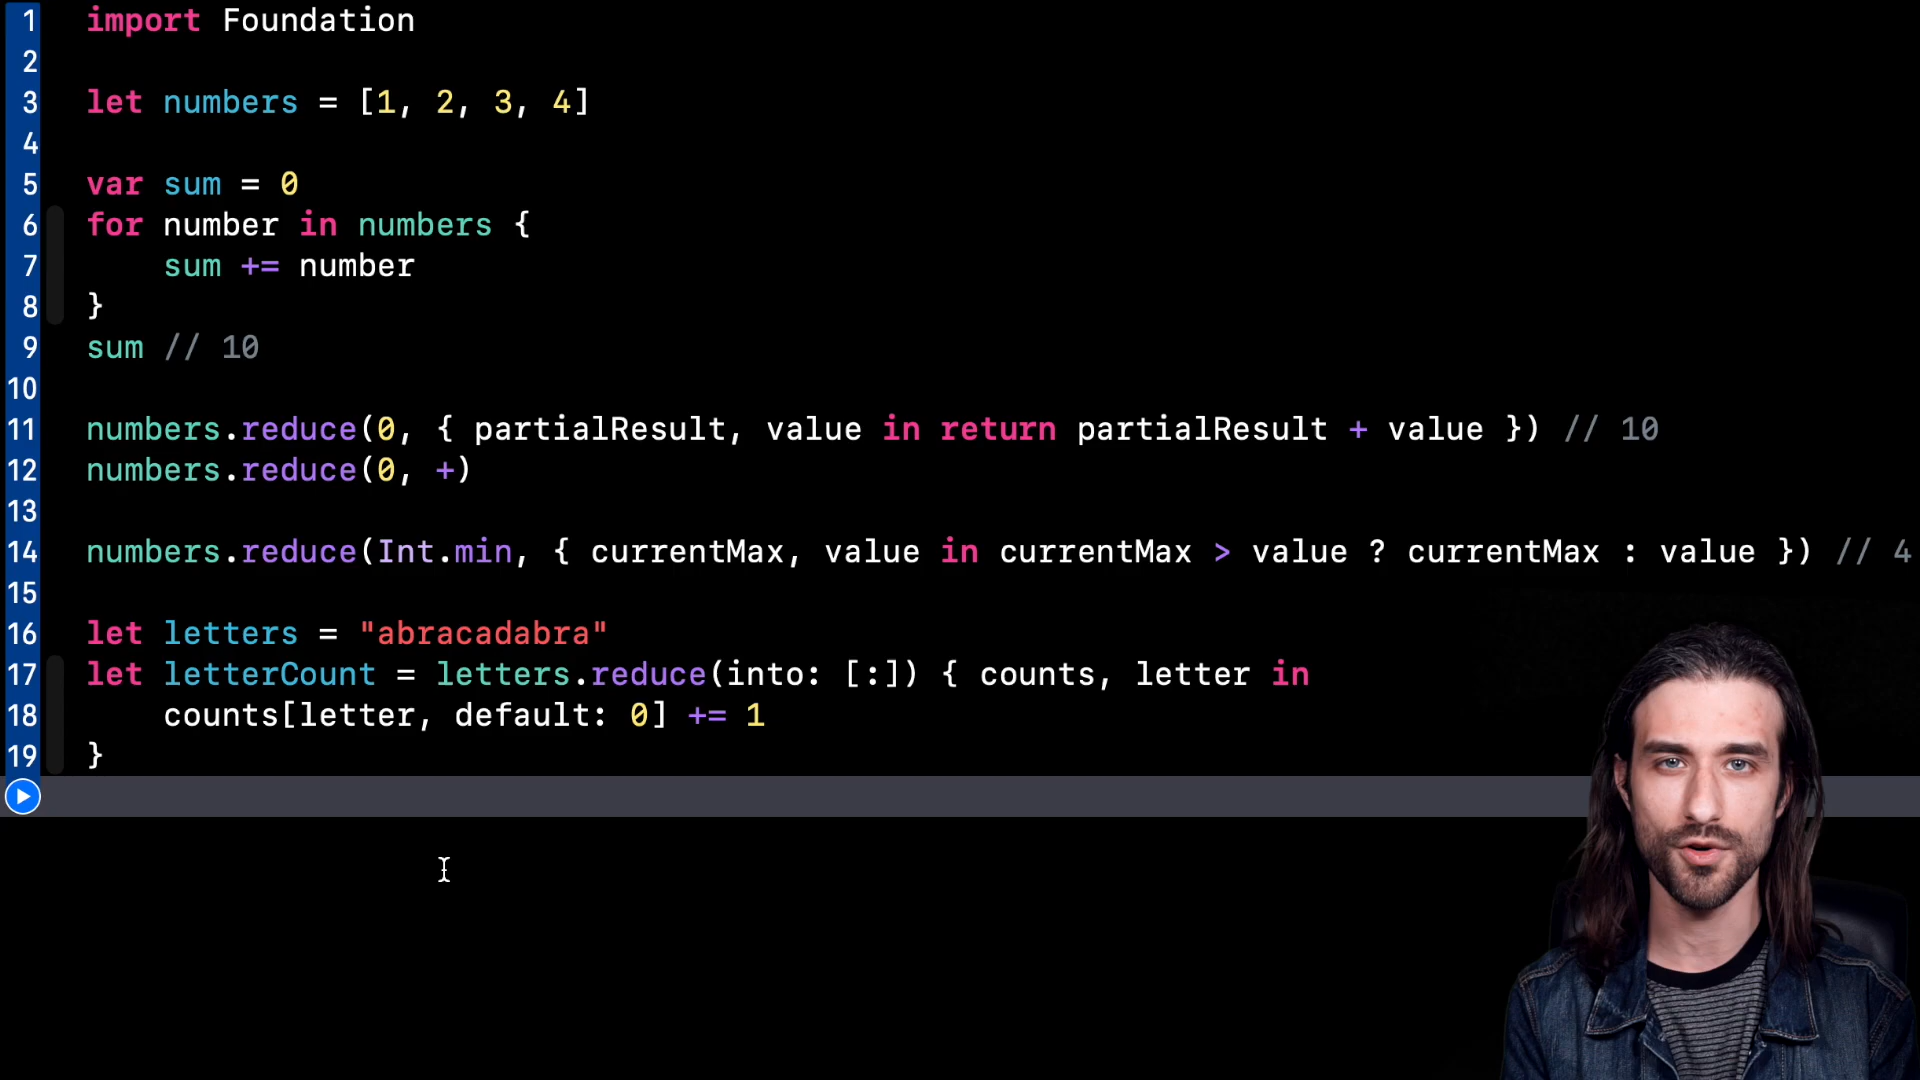 1 import Foundation
2
3 let numbers = [1, 2, 3, 4]
4
5 var sum = 0
6 for number in numbers {
7     sum += number
8 }
9 sum // 10
10
11 numbers.reduce(0, { partialResult, value in return partialResult + value }) // 10
12 numbers.reduce(0, +)
13
14 numbers.reduce(Int.min, { currentMax, value in currentMax > value ? currentMax : value }) // 4
15
16 let letters = "abracadabra"
17 let letterCount = letters.reduce(into: [:]) { counts, letter in
18     counts[letter, default: 0] += 1
19 }